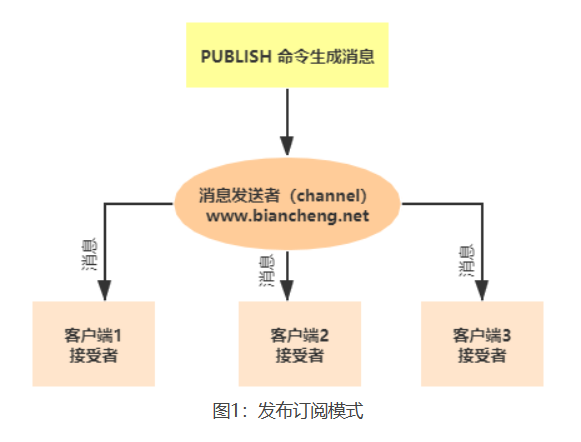 PUBLISH 命令生成消息
消息发送者（channel）
www.biancheng.net
消息
消息
消息
客户端1
接受者
客户端2
接受者
客户端3
接受者
图1：发布订阅模式